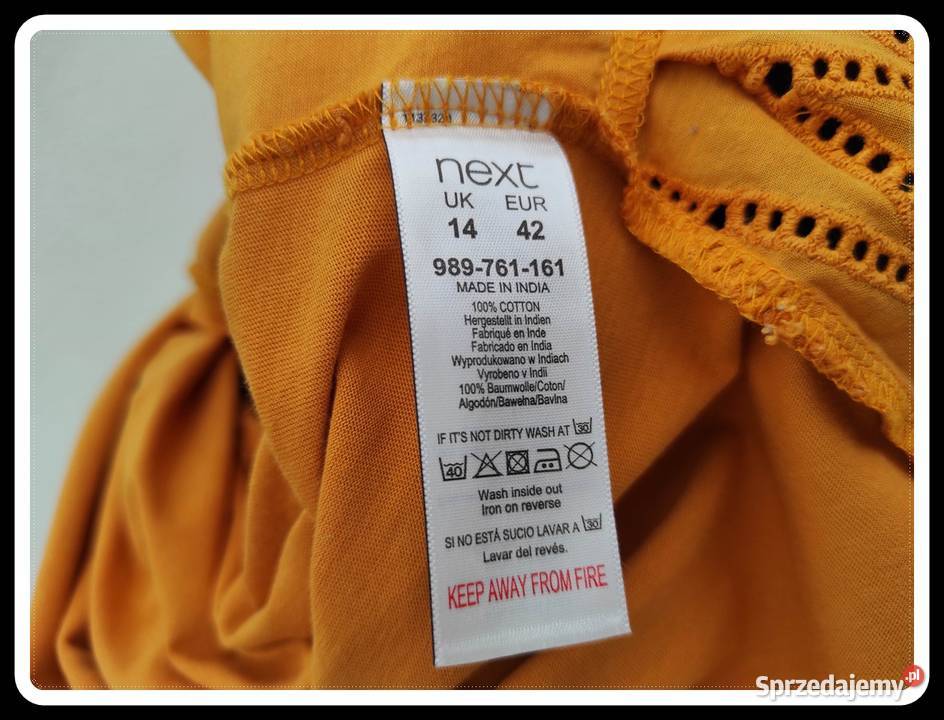 next
UK EUR
14 42
989-761-161
MADE IN INDIA
100% COTTON
Hergestellt in Indien
Fabriqué en Inde
Fabricado en India
Wyprodukowano w Indiach
Vyrobeno v Indii
100% Baumwolle/Coton/
Algodón/Bawełna/Bavlna
IF IT'S NOT DIRTY WASH AT 30
40
Wash inside out
Iron on reverse
SI NO ESTÁ SUCIO LAVAR A 30
Lavar del revés.
KEEP AWAY FROM FIRE
Sprzedajemy.pl